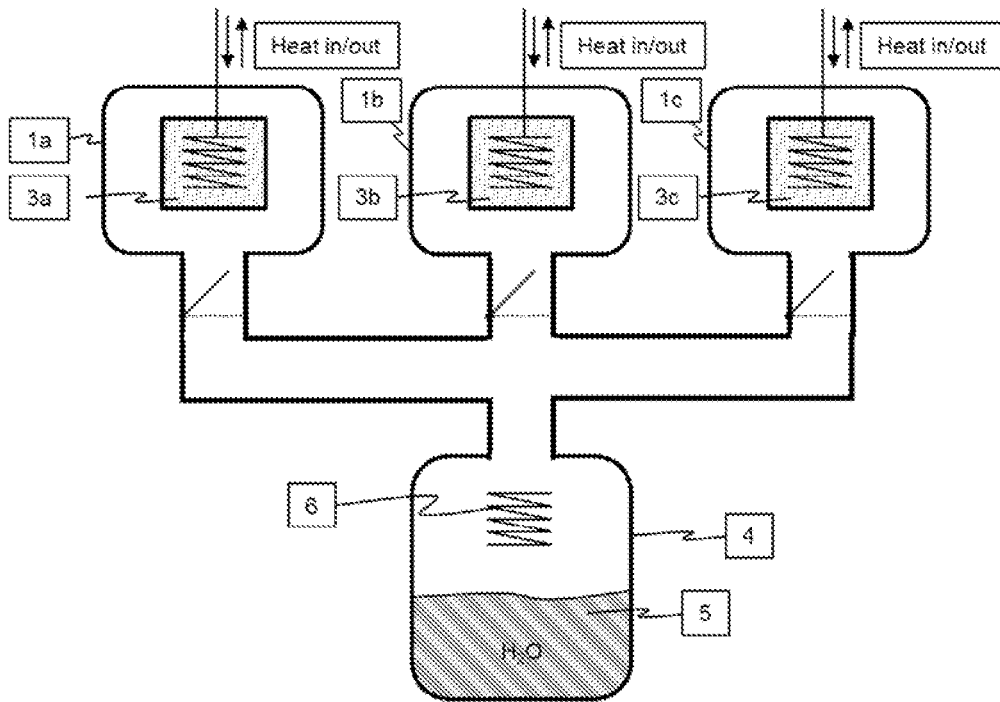 Heat in/out
Heat in/out
Heat in/out
1a
1b
1c
3a
3b
3c
6
4
5
H₂O